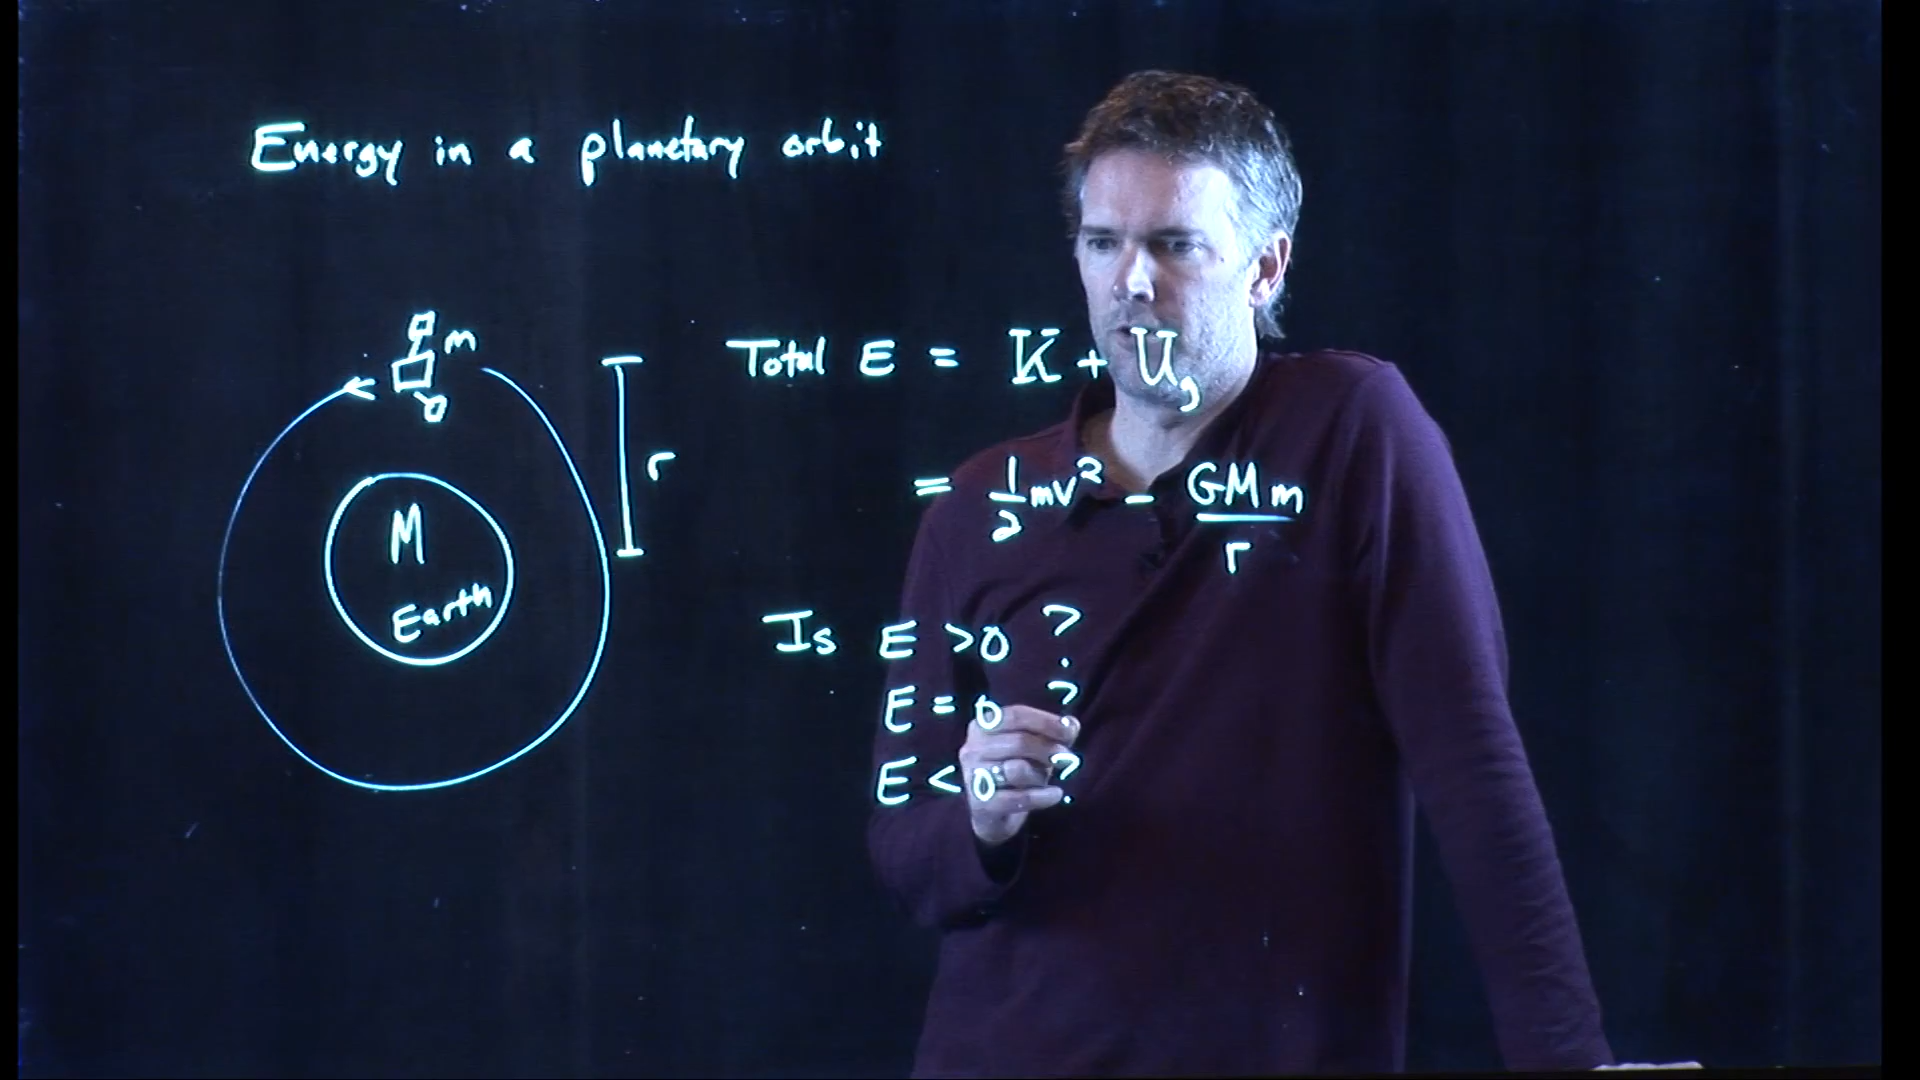 Energy in a planetary orbit
m
r
M
Earth
Total E = K + Ug
= 1/2 mv² - GMm/r
Is E >0 ?
E = 0 ?
E < 0 ?